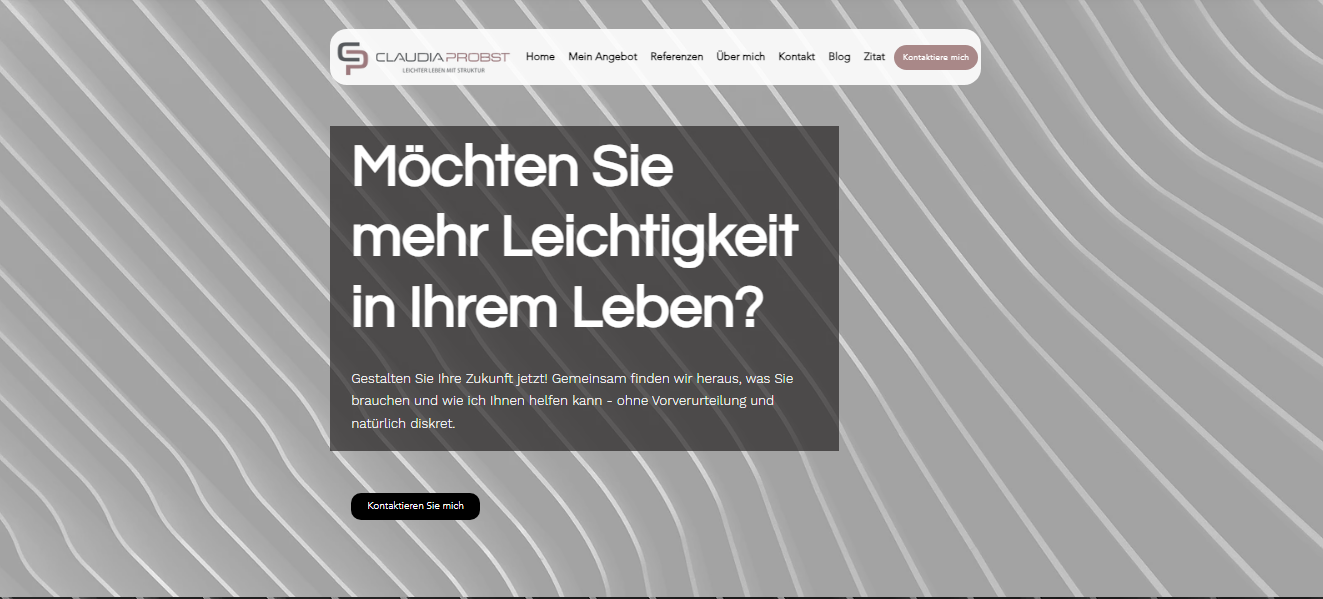 CP CLAUDIA PROBST
LEICHTER LEBEN MIT STRUKTUR
Home Mein Angebot Referenzen Über mich Kontakt Blog Zitat Kontaktiere mich
Möchten Sie
mehr Leichtigkeit
in Ihrem Leben?
Gestalten Sie Ihre Zukunft jetzt! Gemeinsam finden wir heraus, was Sie
brauchen und wie ich Ihnen helfen kann - ohne Vorverurteilung und
natürlich diskret.
Kontaktieren Sie mich